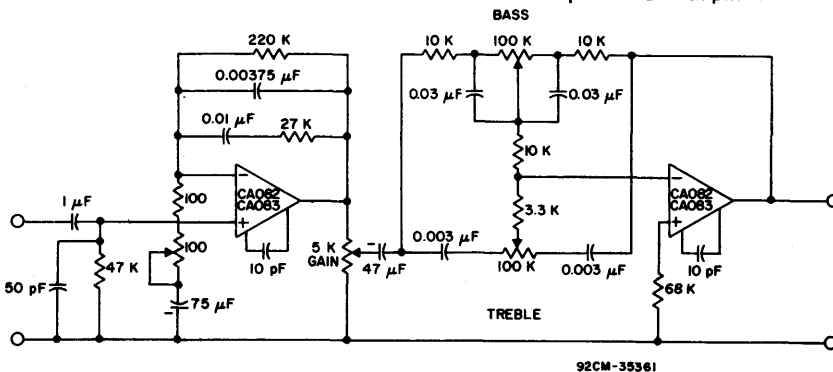 BASS
220 K
10 K
100 K
10 K
0.00375 µF
0.03 µF
0.03 µF
0.01 µF
27 K
10 K
-
CA082
CA083
+
100
1 µF
100
3.3 K
-
CA082
CA083
+
50 pF
47 K
10 pF
5 K
GAIN
-
47 µF
0.003 µF
100 K
0.003 µF
10 pF
68 K
75 µF
-
TREBLE
92CM-35361